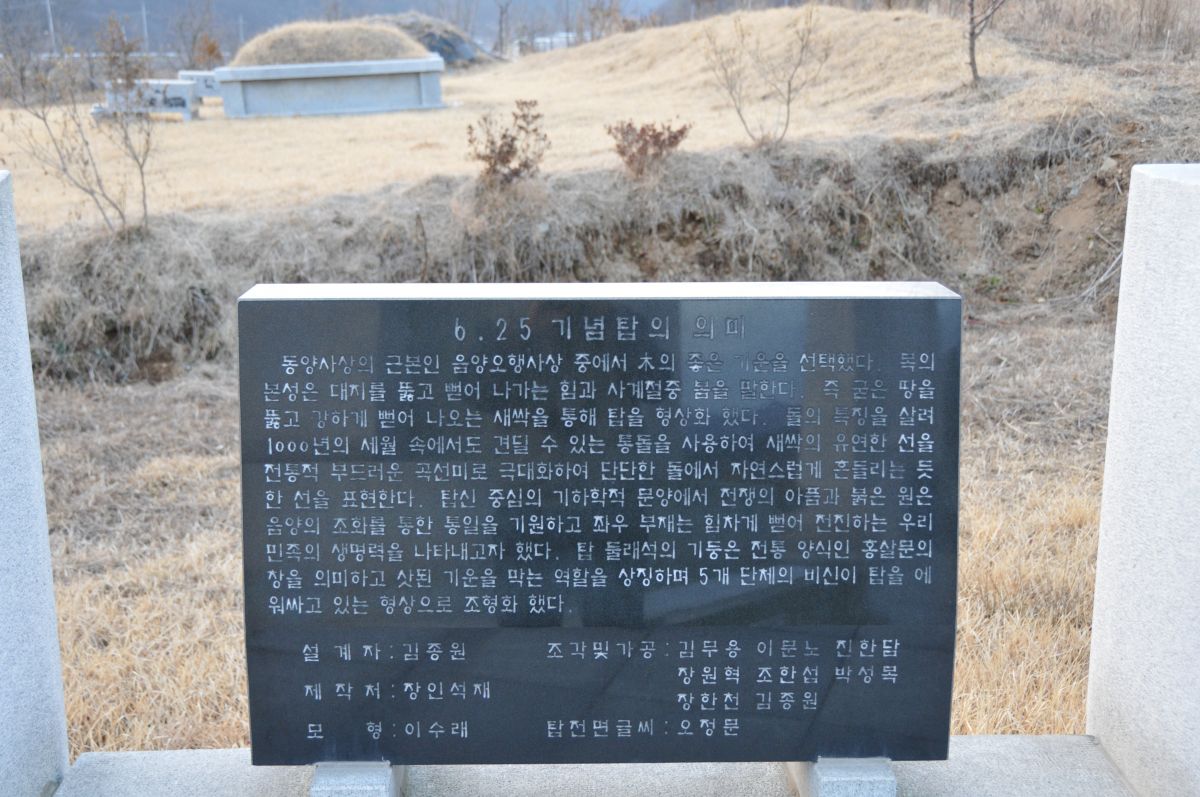 6.25 기념탑의 의미
동양사상의 근본인 음양오행사상 중에서 木의 좋은 기운을 선택했다. 목의
본성은 대지를 뚫고 뻗어 나가는 힘과 사계절중 봄을 말한다. 즉 굳은 땅을
뚫고 강하게 뻗어 나오는 새싹을 통해 탑을 형상화 했다. 돌의 특징을 살려
1000년의 세월 속에서도 견딜 수 있는 통돌을 사용하여 새싹의 유연한 선을
전통적 부드러운 곡선미로 극대화하여 단단한 돌에서 자연스럽게 흔들리는 듯
한 선을 표현한다. 탑신 중심의 기하학적 문양에서 전쟁의 아픔과 붉은 원은
음양의 조화를 통한 통일을 기원하고 좌우 부재는 힘차게 뻗어 전진하는 우리
민족의 생명력을 나타내고자 했다. 탑 둘래석의 기둥은 전통 양식인 홍살문의
창을 의미하고 삿된 기운을 막는 역할을 상징하며 5개 단체의 비신이 탑을 에
워싸고 있는 형상으로 조형화 했다.
설계자:김종원 조각및가공:김무용 이문노 진한담
장원혁 조한섭 박성목
제작처:장인석재
장한천 김종원
모 형:이수래 탑전면글씨:오정문